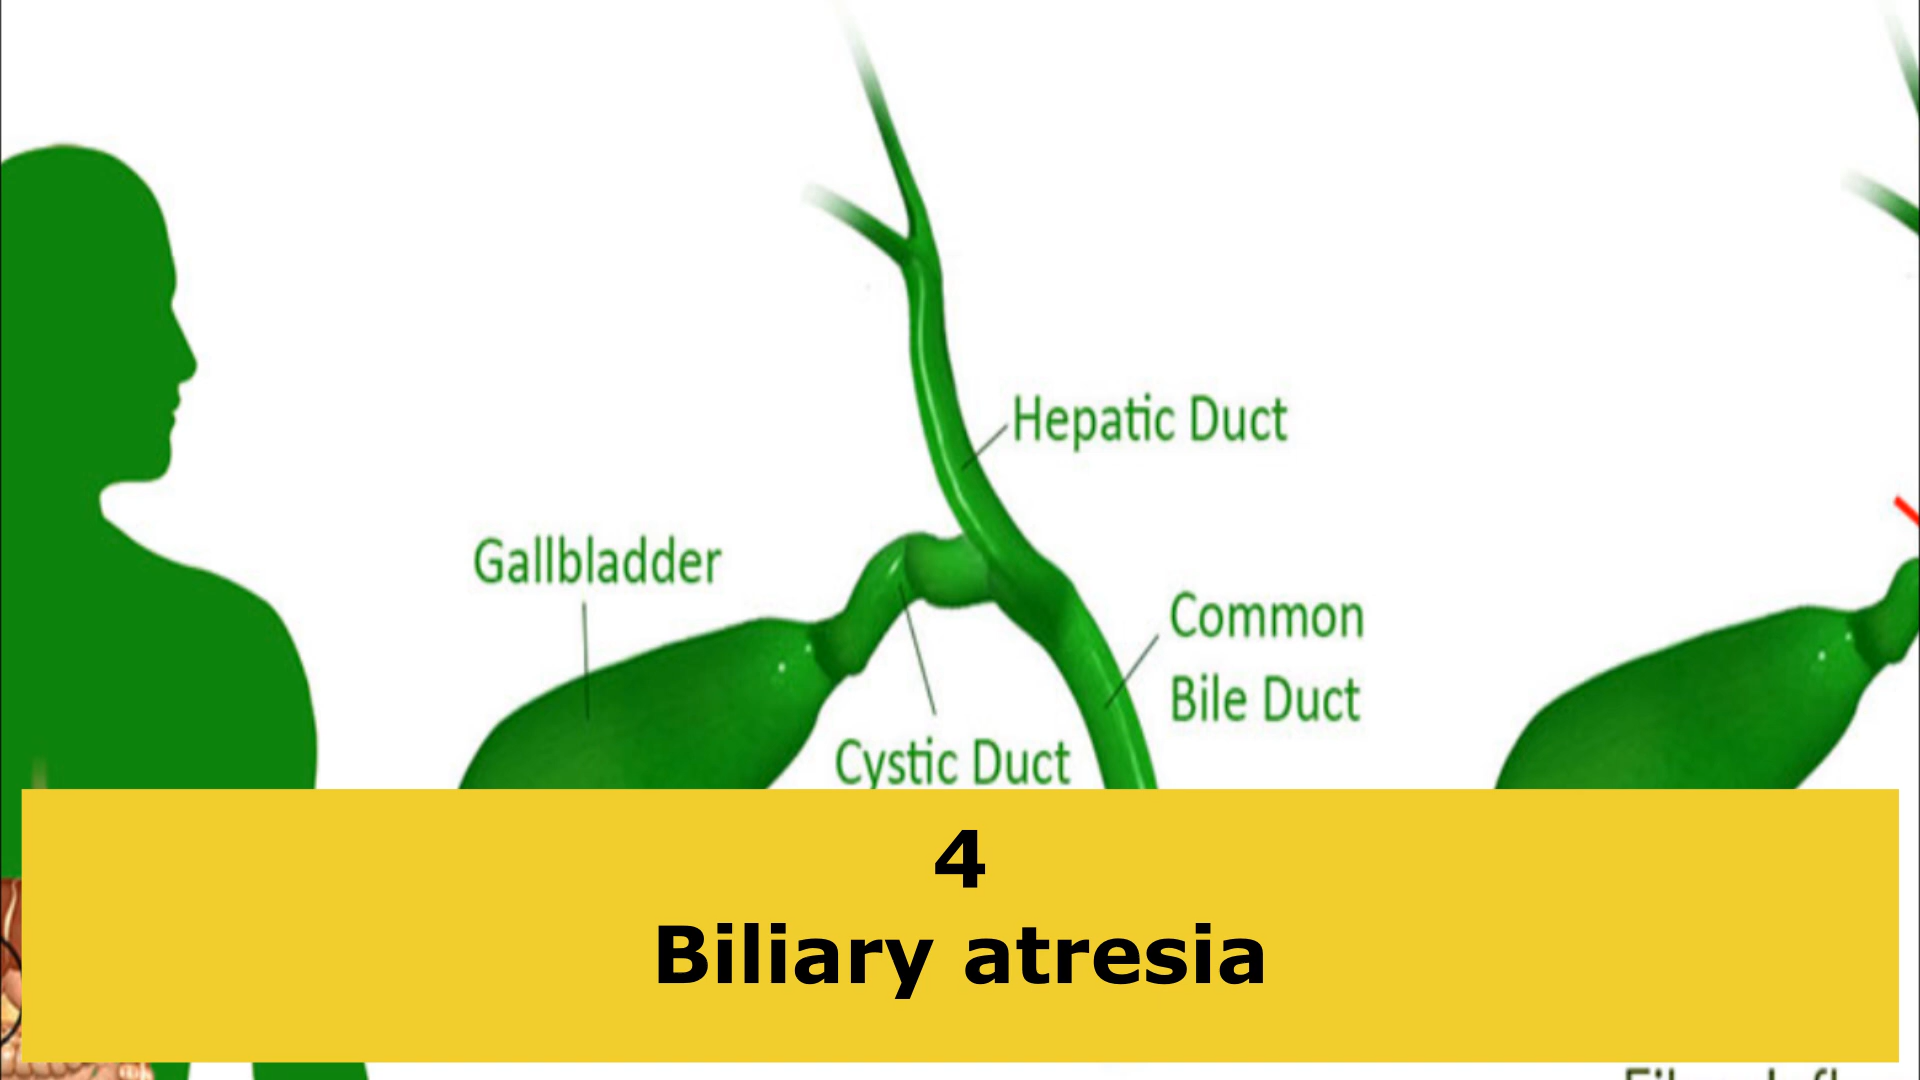 Hepatic Duct
Gallbladder
Common
Bile Duct
Cystic Duct
4
Biliary atresia